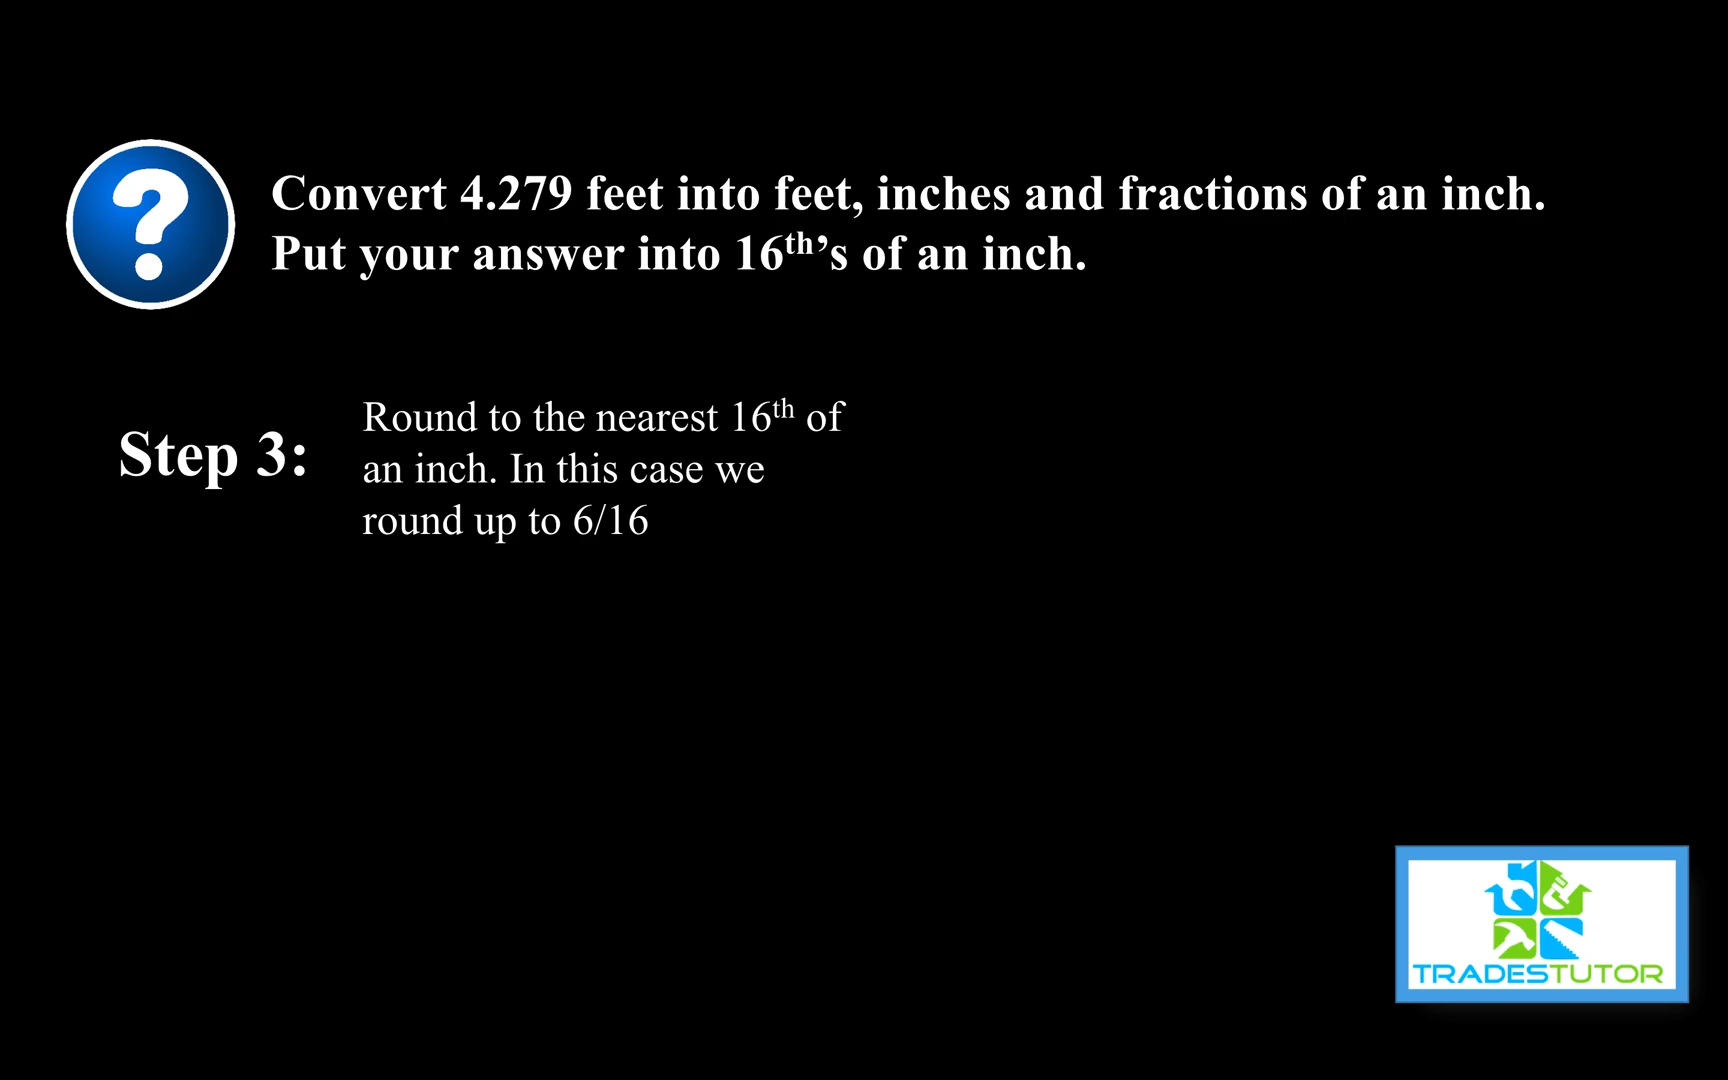 Convert 4.279 feet into feet, inches and fractions of an inch.
Put your answer into 16th’s of an inch.
Step 3:
Round to the nearest 16th of
an inch. In this case we
round up to 6/16
TRADESTUTOR